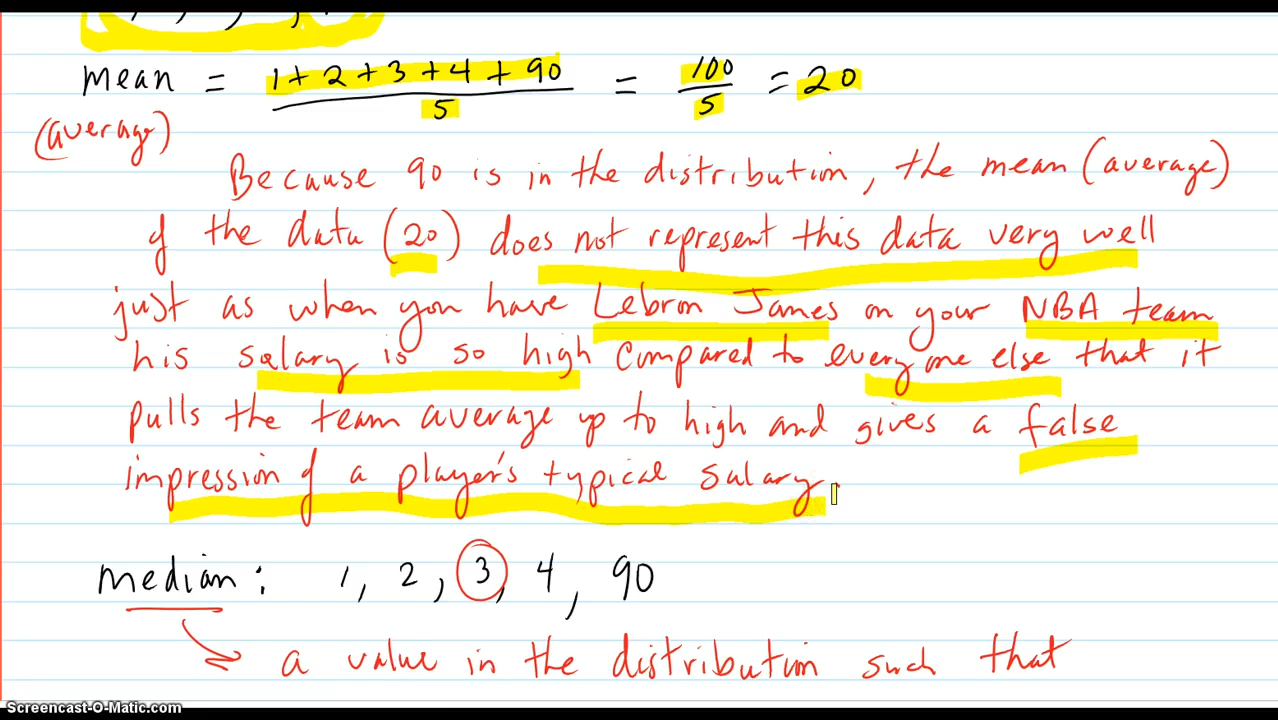 mean = 1 + 2 + 3 + 4 + 90 / 5 = 100 / 5 = 20
(average)
Because 90 is in the distribution, the mean (average)
of the data (20) does not represent this data very well
just as when you have Lebron James on your NBA team
his salary is so high compared to everyone else that it
pulls the team average up to high and gives a false
impression of a player's typical salary.
median: 1, 2, 3, 4, 90
a value in the distribution such that
Screencast-O-Matic.com